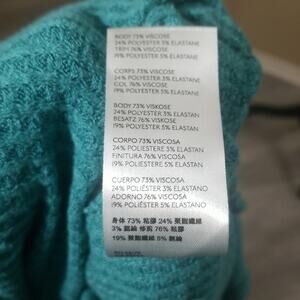 BODY 73% VISCOSE
24% POLYESTER 3% ELASTANE
TRIM 76% VISCOSE
19% POLYESTER 5% ELASTANE
CORPS 73% VISCOSE
24% POLYESTER 3% ELASTANE
COL 76% VISCOSE
19% POLYESTER 5% ELASTANE
BODY 73% VISKOSE
24% POLYESTER 3% ELASTAN
BESATZ 76% VISKOSE
19% POLYESTER 5% ELASTAN
CORPO 73% VISCOSA
24% POLIESTERE 3% ELASTAN
FINITURA 76% VISCOSA
19% POLIESTERE 5% ELASTAN
CUERPO 73% VISCOSA
24% POLIÉSTER 3% ELASTANO
ADORNO 76% VISCOSA
19% POLIÉSTER 5% ELASTANO
身體 73% 粘膠 24% 聚酯纖維
3% 氨綸 修剪 76% 粘膠
19% 聚酯纖維 5% 氨綸